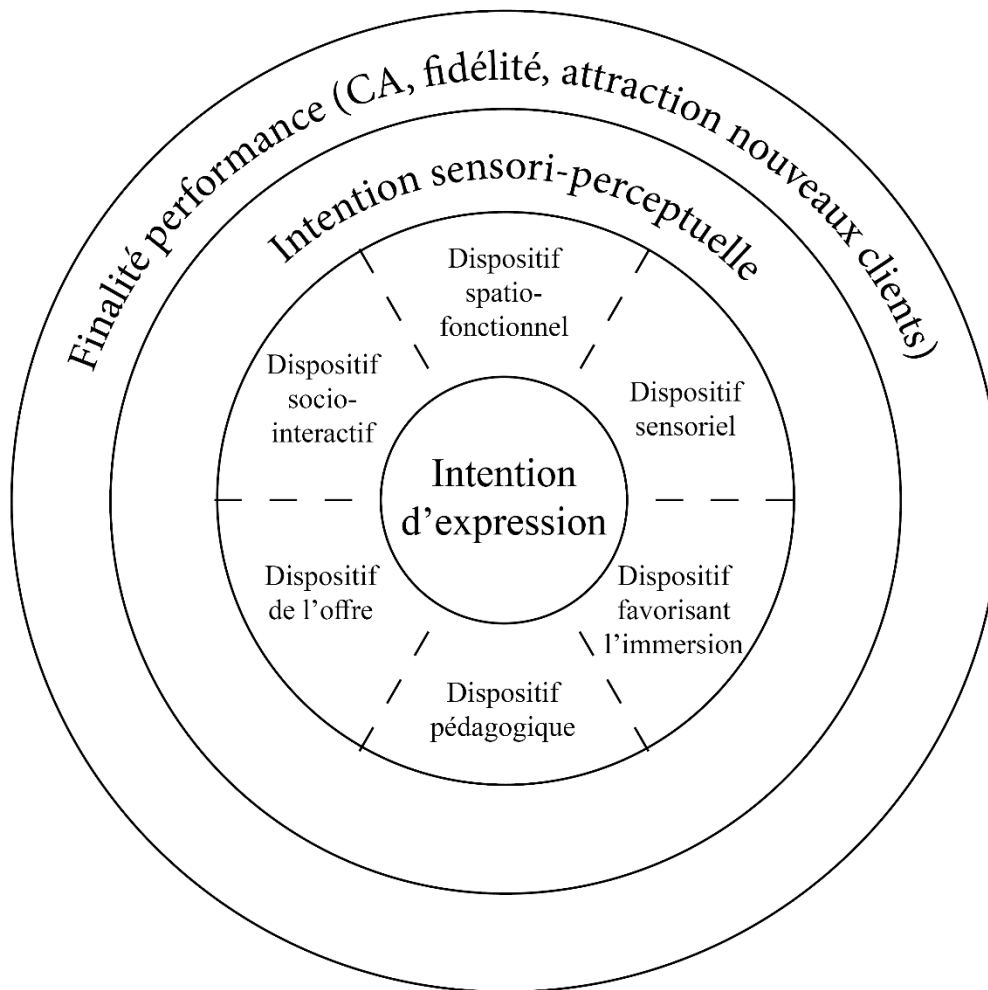 Finalité performance (CA, fidélité, attraction nouveaux clients)
Intention sensori-perceptuelle
Dispositif
spatio-
fonctionnel
Dispositif
socio-
interactif
Dispositif
sensoriel
Intention
d’expression
Dispositif
de l’offre
Dispositif
favorisant
l’immersion
Dispositif
pédagogique